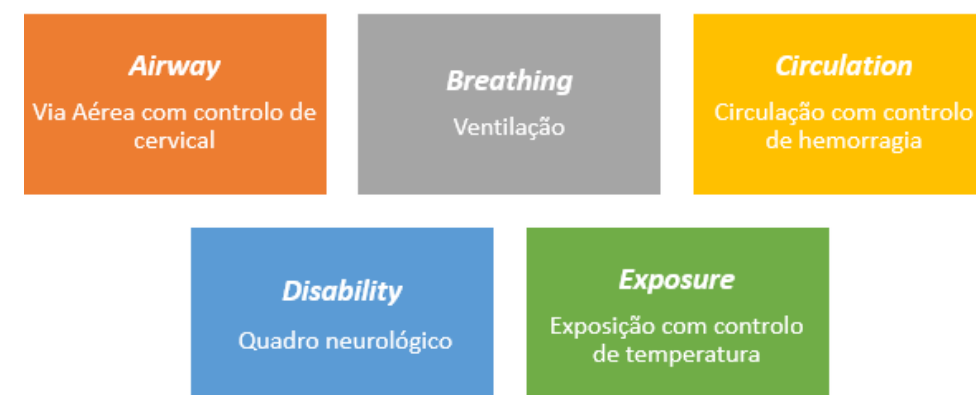 Airway
Via Aérea com controlo de
cervical
Breathing
Ventilação
Circulation
Circulação com controlo
de hemorragia
Disability
Quadro neurológico
Exposure
Exposição com controlo
de temperatura